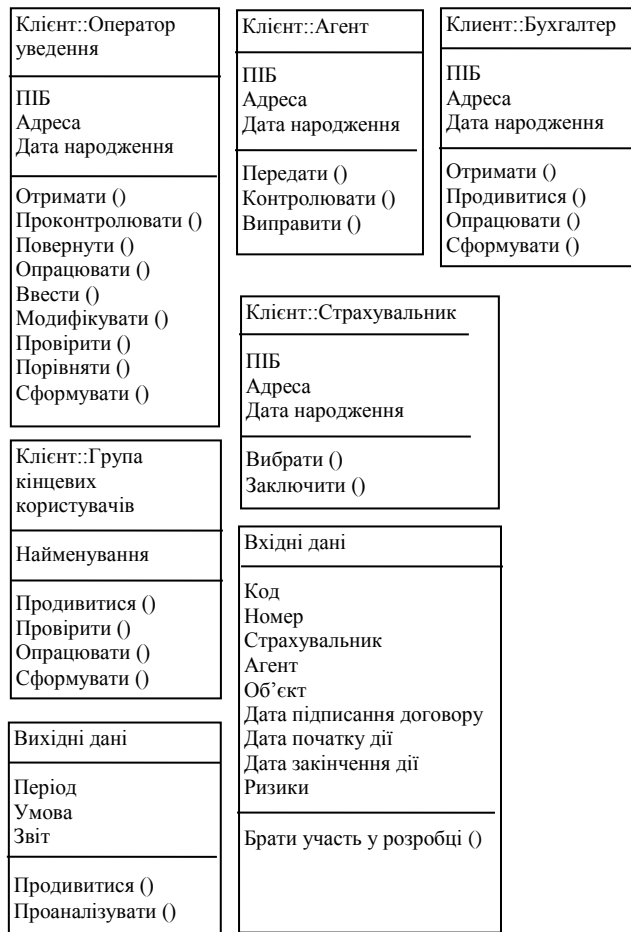 Клієнт::Оператор
уведення
ПІБ
Адреса
Дата народження
Отримати ()
Проконтролювати ()
Повернути ()
Опрацювати ()
Ввести ()
Модифікувати ()
Провірити ()
Порівняти ()
Сформувати ()
Клієнт::Агент
ПІБ
Адреса
Дата народження
Передати ()
Контролювати ()
Виправити ()
Клиент::Бухгалтер
ПІБ
Адреса
Дата народження
Отримати ()
Продивитися ()
Опрацювати ()
Сформувати ()
Клієнт::Страхувальник
ПІБ
Адреса
Дата народження
Вибрати ()
Заключити ()
Клієнт::Група
кінцевих
користувачів
Найменування
Продивитися ()
Провірити ()
Опрацювати ()
Сформувати ()
Вхідні дані
Код
Номер
Страхувальник
Агент
Об’єкт
Дата підписання договору
Дата початку дії
Дата закінчення дії
Ризики
Брати участь у розробці ()
Вихідні дані
Період
Умова
Звіт
Продивитися ()
Проаналізувати ()